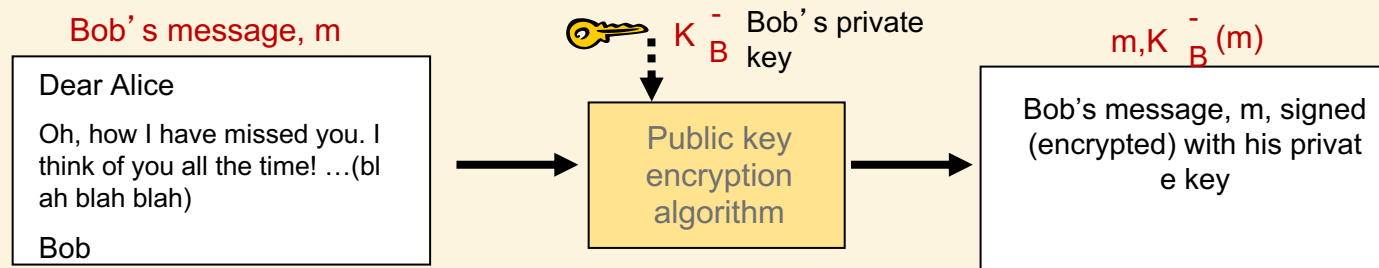 Bob's message, m
Dear Alice
Oh, how I have missed you. I
think of you all the time! …(bl
ah blah blah)
Bob
K
-
B
Bob's private
key
Public key
encryption
algorithm
m,K
-
B
(m)
Bob's message, m, signed
(encrypted) with his privat
e key